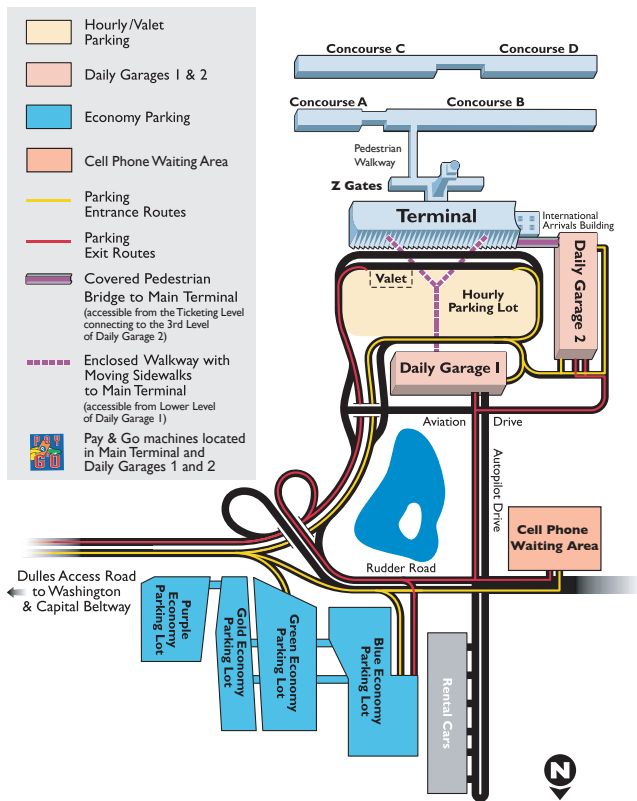 Hourly/Valet
Parking
Daily Garages 1 & 2
Economy Parking
Cell Phone Waiting Area
Parking
Entrance Routes
Parking
Exit Routes
Covered Pedestrian
Bridge to Main Terminal
(accessible from the Ticketing Level
connecting to the 3rd Level
of Daily Garage 2)
Enclosed Walkway with
Moving Sidewalks
to Main Terminal
(accessible from Lower Level
of Daily Garage 1)
PAY
GO
Pay & Go machines located
in Main Terminal and
Daily Garages 1 and 2
Concourse C
Concourse D
Concourse A
Concourse B
Pedestrian
Walkway
Z Gates
Terminal
International
Arrivals Building
Daily Garage 2
Valet
Hourly
Parking Lot
Daily Garage 1
Aviation Drive
Autopilot Drive
Cell Phone
Waiting Area
Rudder Road
Dulles Access Road
to Washington
& Capital Beltway
Purple
Economy
Parking Lot
Gold Economy
Parking Lot
Green Economy
Parking Lot
Blue Economy
Parking Lot
Rental Cars
N